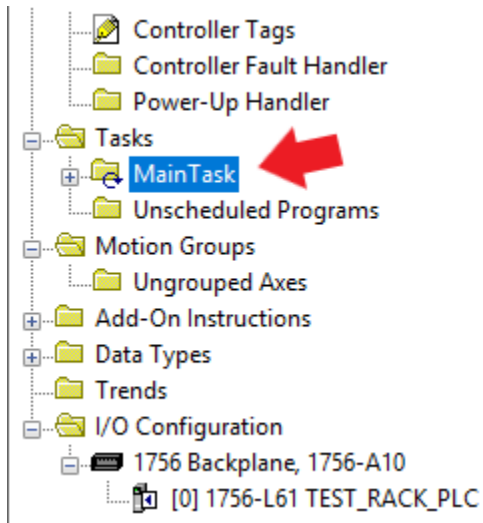 Controller Tags
Controller Fault Handler
Power-Up Handler
Tasks
MainTask
Unscheduled Programs
Motion Groups
Ungrouped Axes
Add-On Instructions
Data Types
Trends
I/O Configuration
1756 Backplane, 1756-A10
[0] 1756-L61 TEST_RACK_PLC